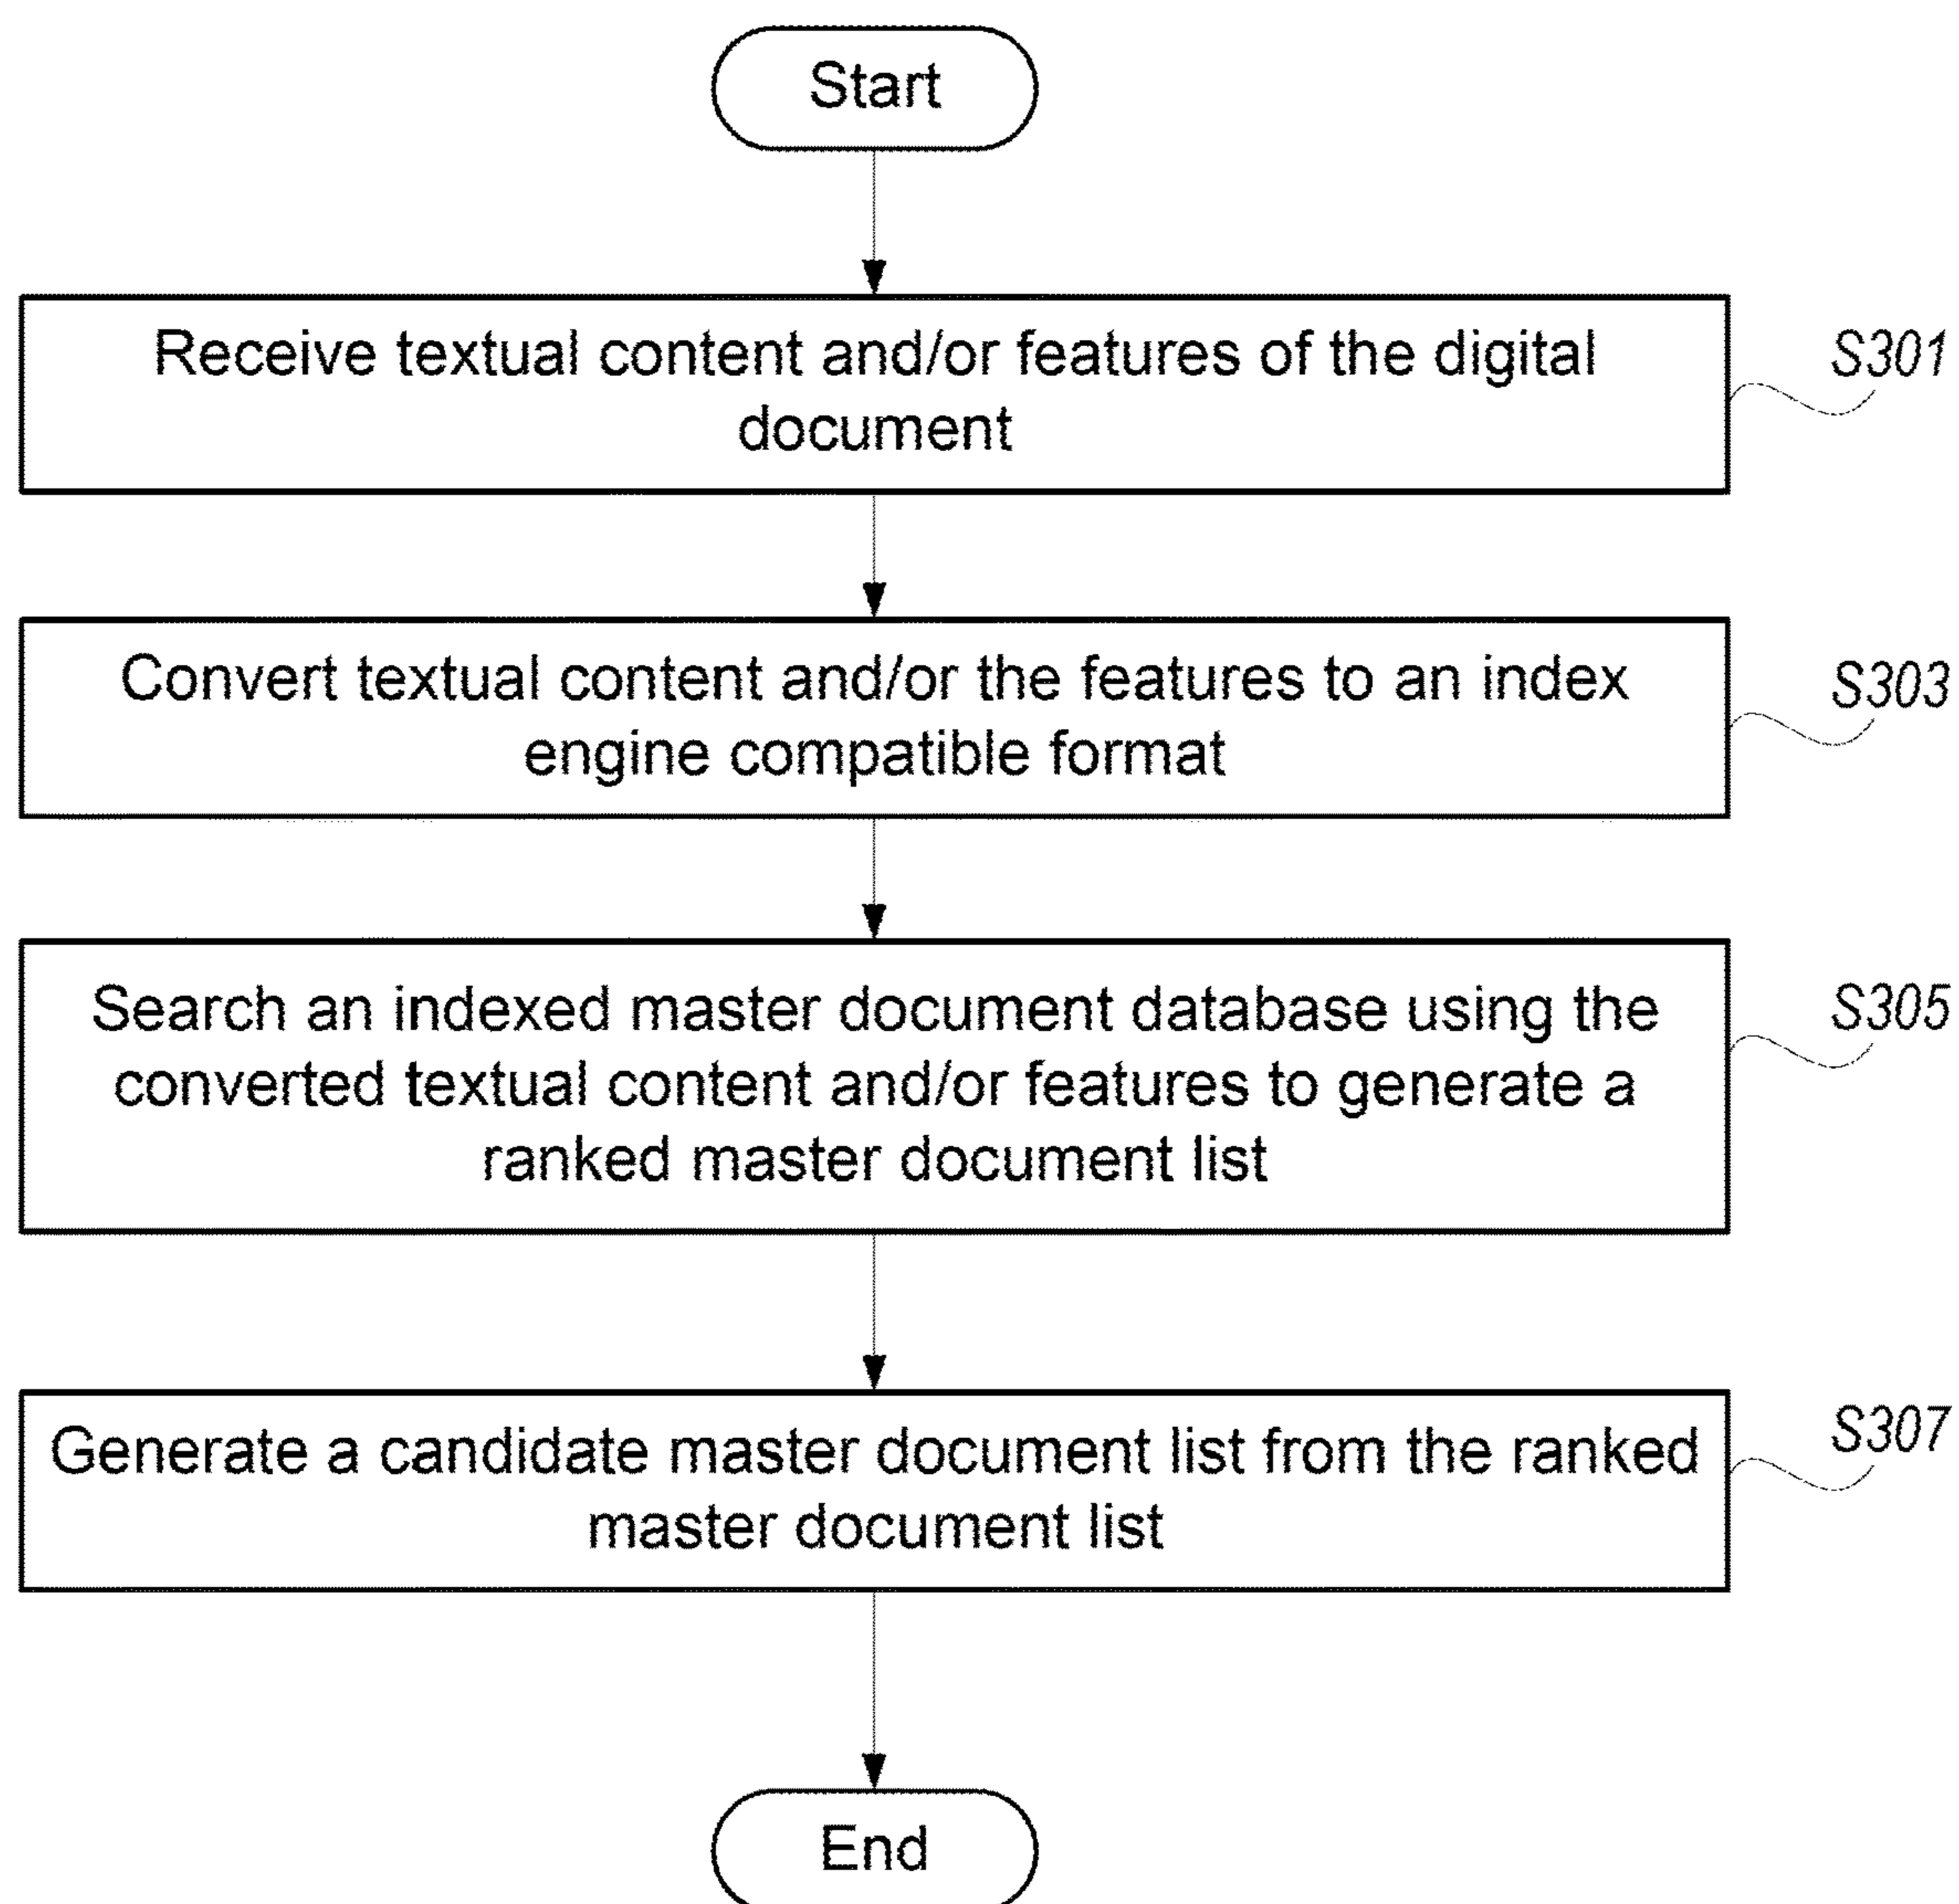 Start
Receive textual content and/or features of the digital
document
S301
Convert textual content and/or the features to an index
engine compatible format
S303
Search an indexed master document database using the
converted textual content and/or features to generate a
ranked master document list
S305
Generate a candidate master document list from the ranked
master document list
S307
End